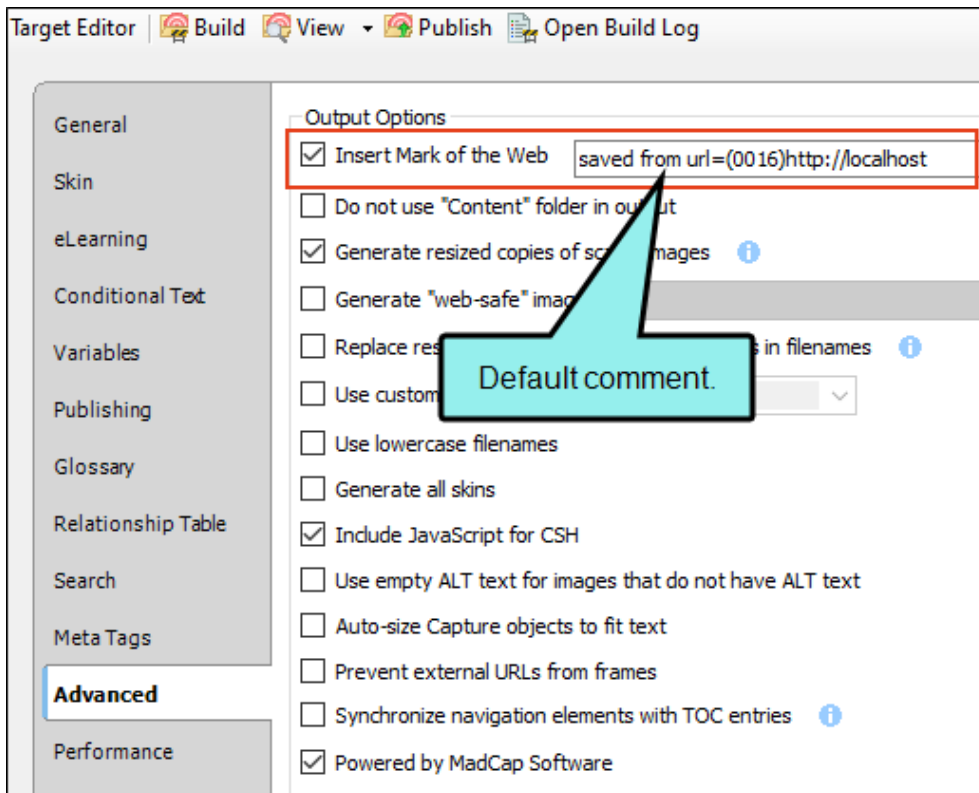 Target Editor Build View Publish Open Build Log
General
Skin
eLearning
Conditional Text
Variables
Publishing
Glossary
Relationship Table
Search
Meta Tags
Advanced
Performance
Output Options
Insert Mark of the Web saved from url=(0016)http://localhost
Do not use "Content" folder in output
Generate resized copies of images
Generate "web-safe"
Replace in filenames
Use
Use lowercase filenames
Generate all skins
Include JavaScript for CSH
Use empty ALT text for images that do not have ALT text
Auto-size Capture objects to fit text
Prevent external URLs from frames
Synchronize navigation elements with TOC entries
Powered by MadCap Software
Default comment.